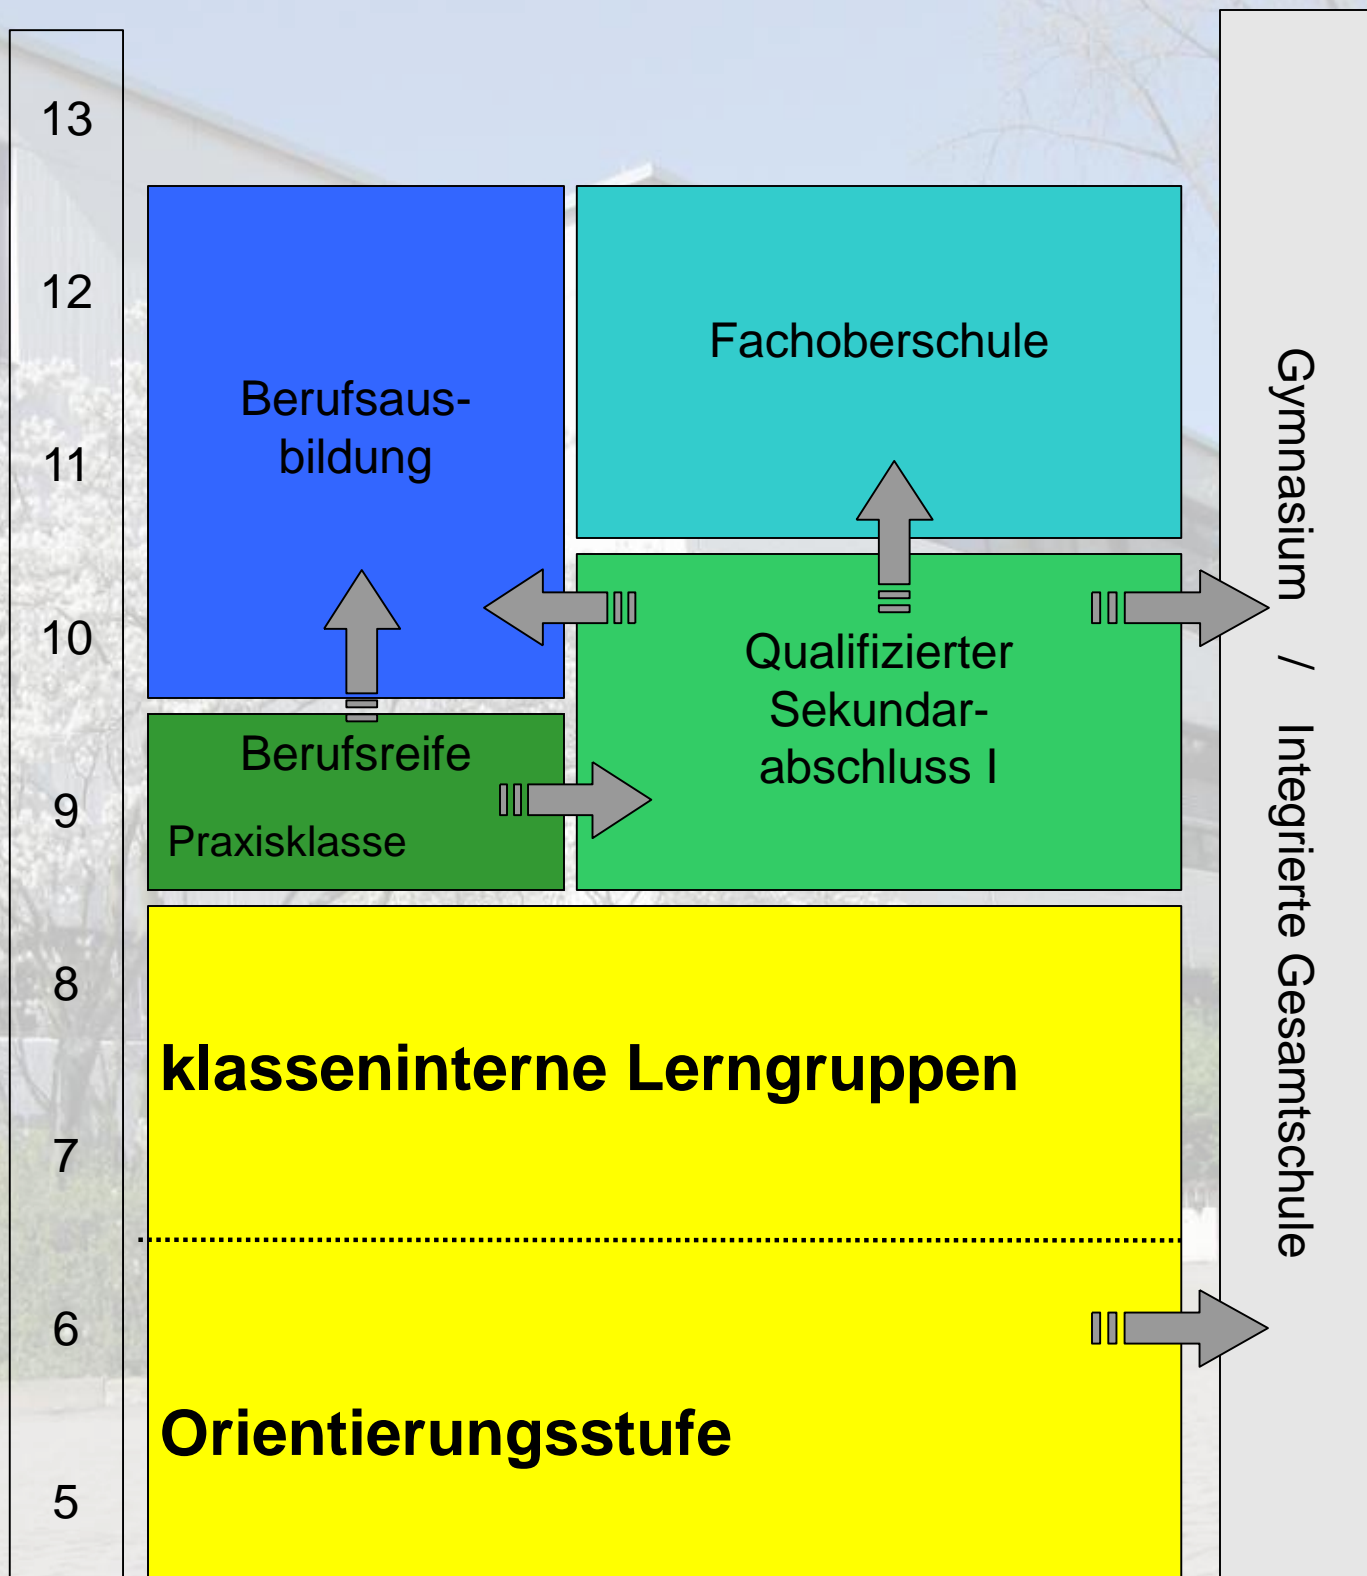 13
12
11
10
9
8
7
6
5
Berufsaus-
bildung
Fachoberschule
Berufsreife
Praxisklasse
Qualifizierter
Sekundar-
abschluss I
klasseninterne Lerngruppen
Orientierungsstufe
Gymnasium / Integrierte Gesamtschule